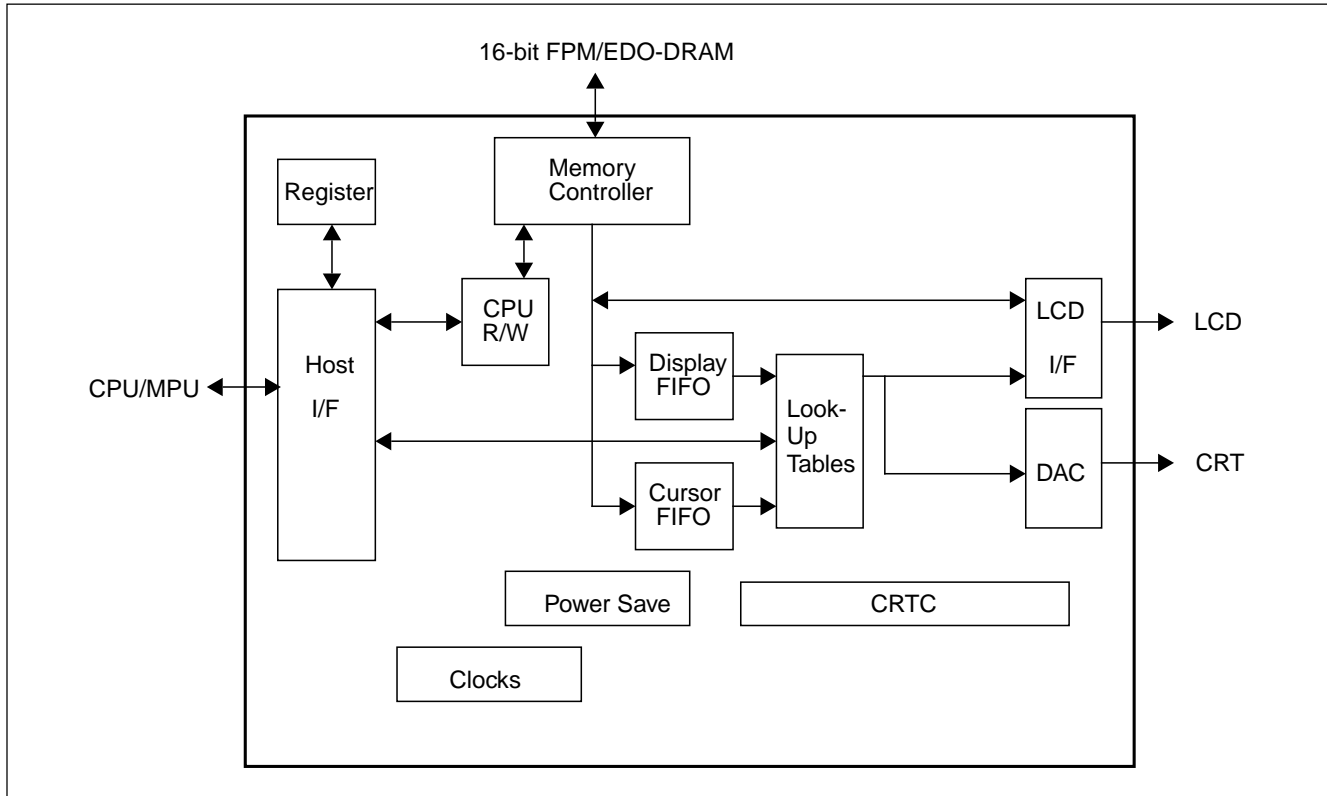 16-bit FPM/EDO-DRAM
Register
Memory
Controller
CPU
R/W
Host
I/F
CPU/MPU
Display
FIFO
Cursor
FIFO
Look-
Up
Tables
LCD
I/F
LCD
DAC
CRT
Power Save
CRTC
Clocks